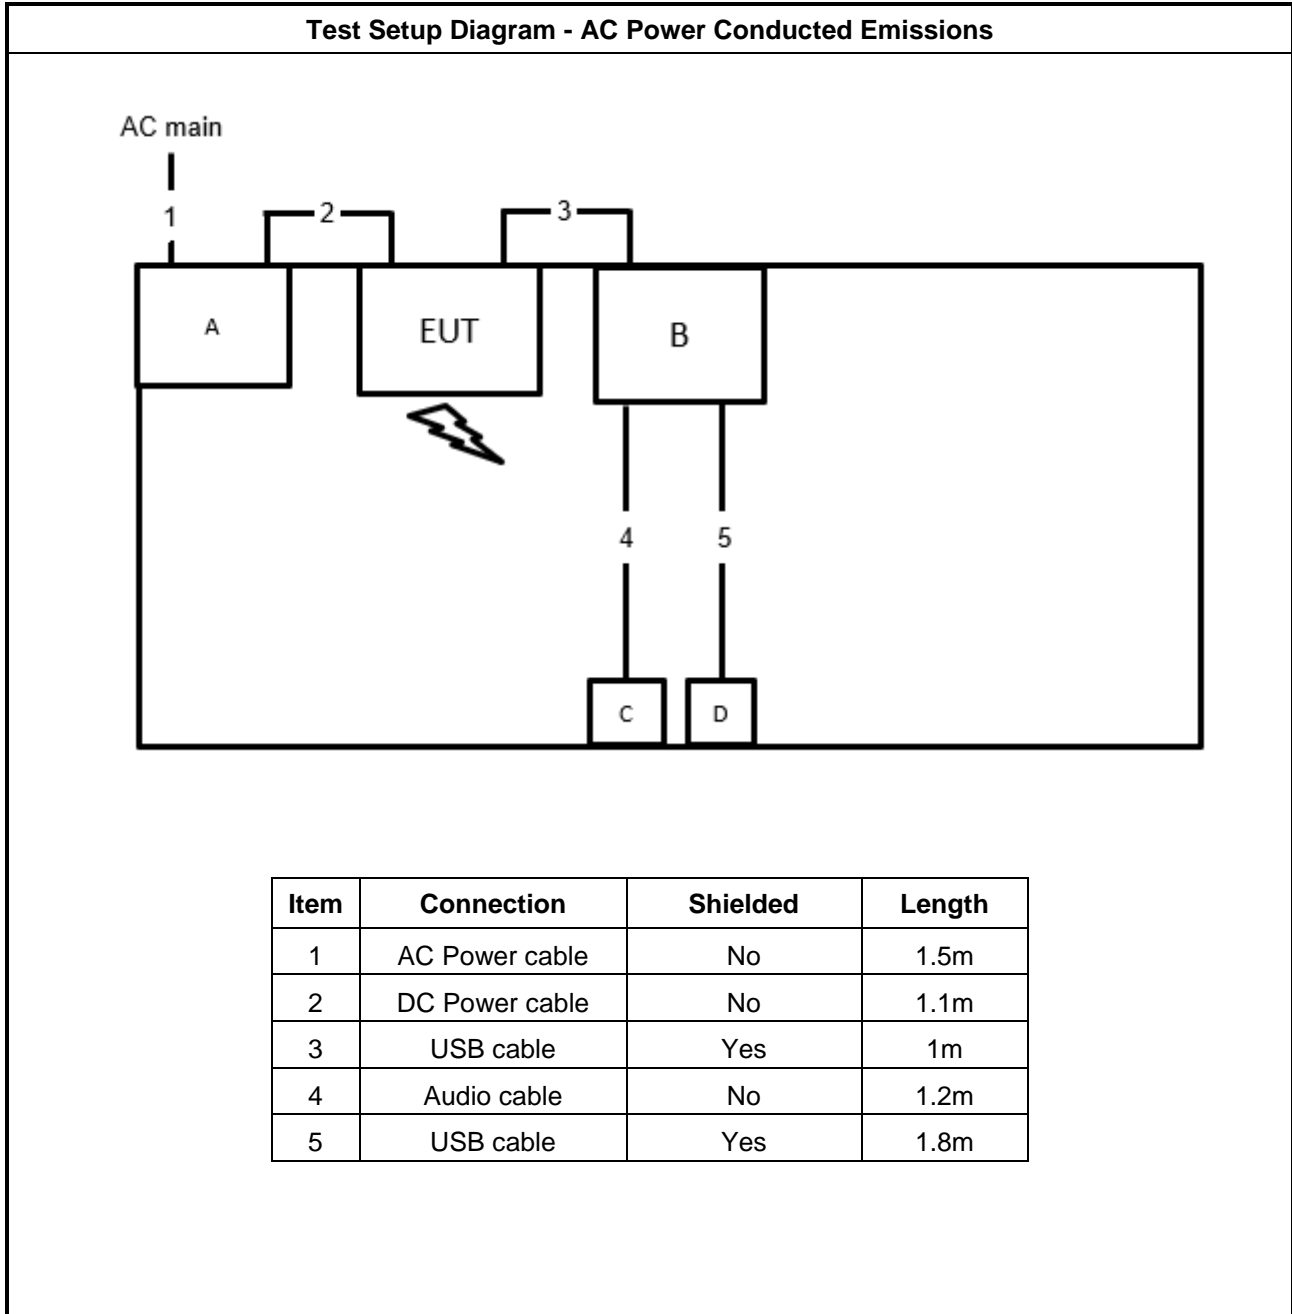 Test Setup Diagram - AC Power Conducted Emissions
AC main
1
2
3
A
EUT
B
4
5
C
D
Item Connection Shielded Length
1 AC Power cable No 1.5m
2 DC Power cable No 1.1m
3 USB cable Yes 1m
4 Audio cable No 1.2m
5 USB cable Yes 1.8m